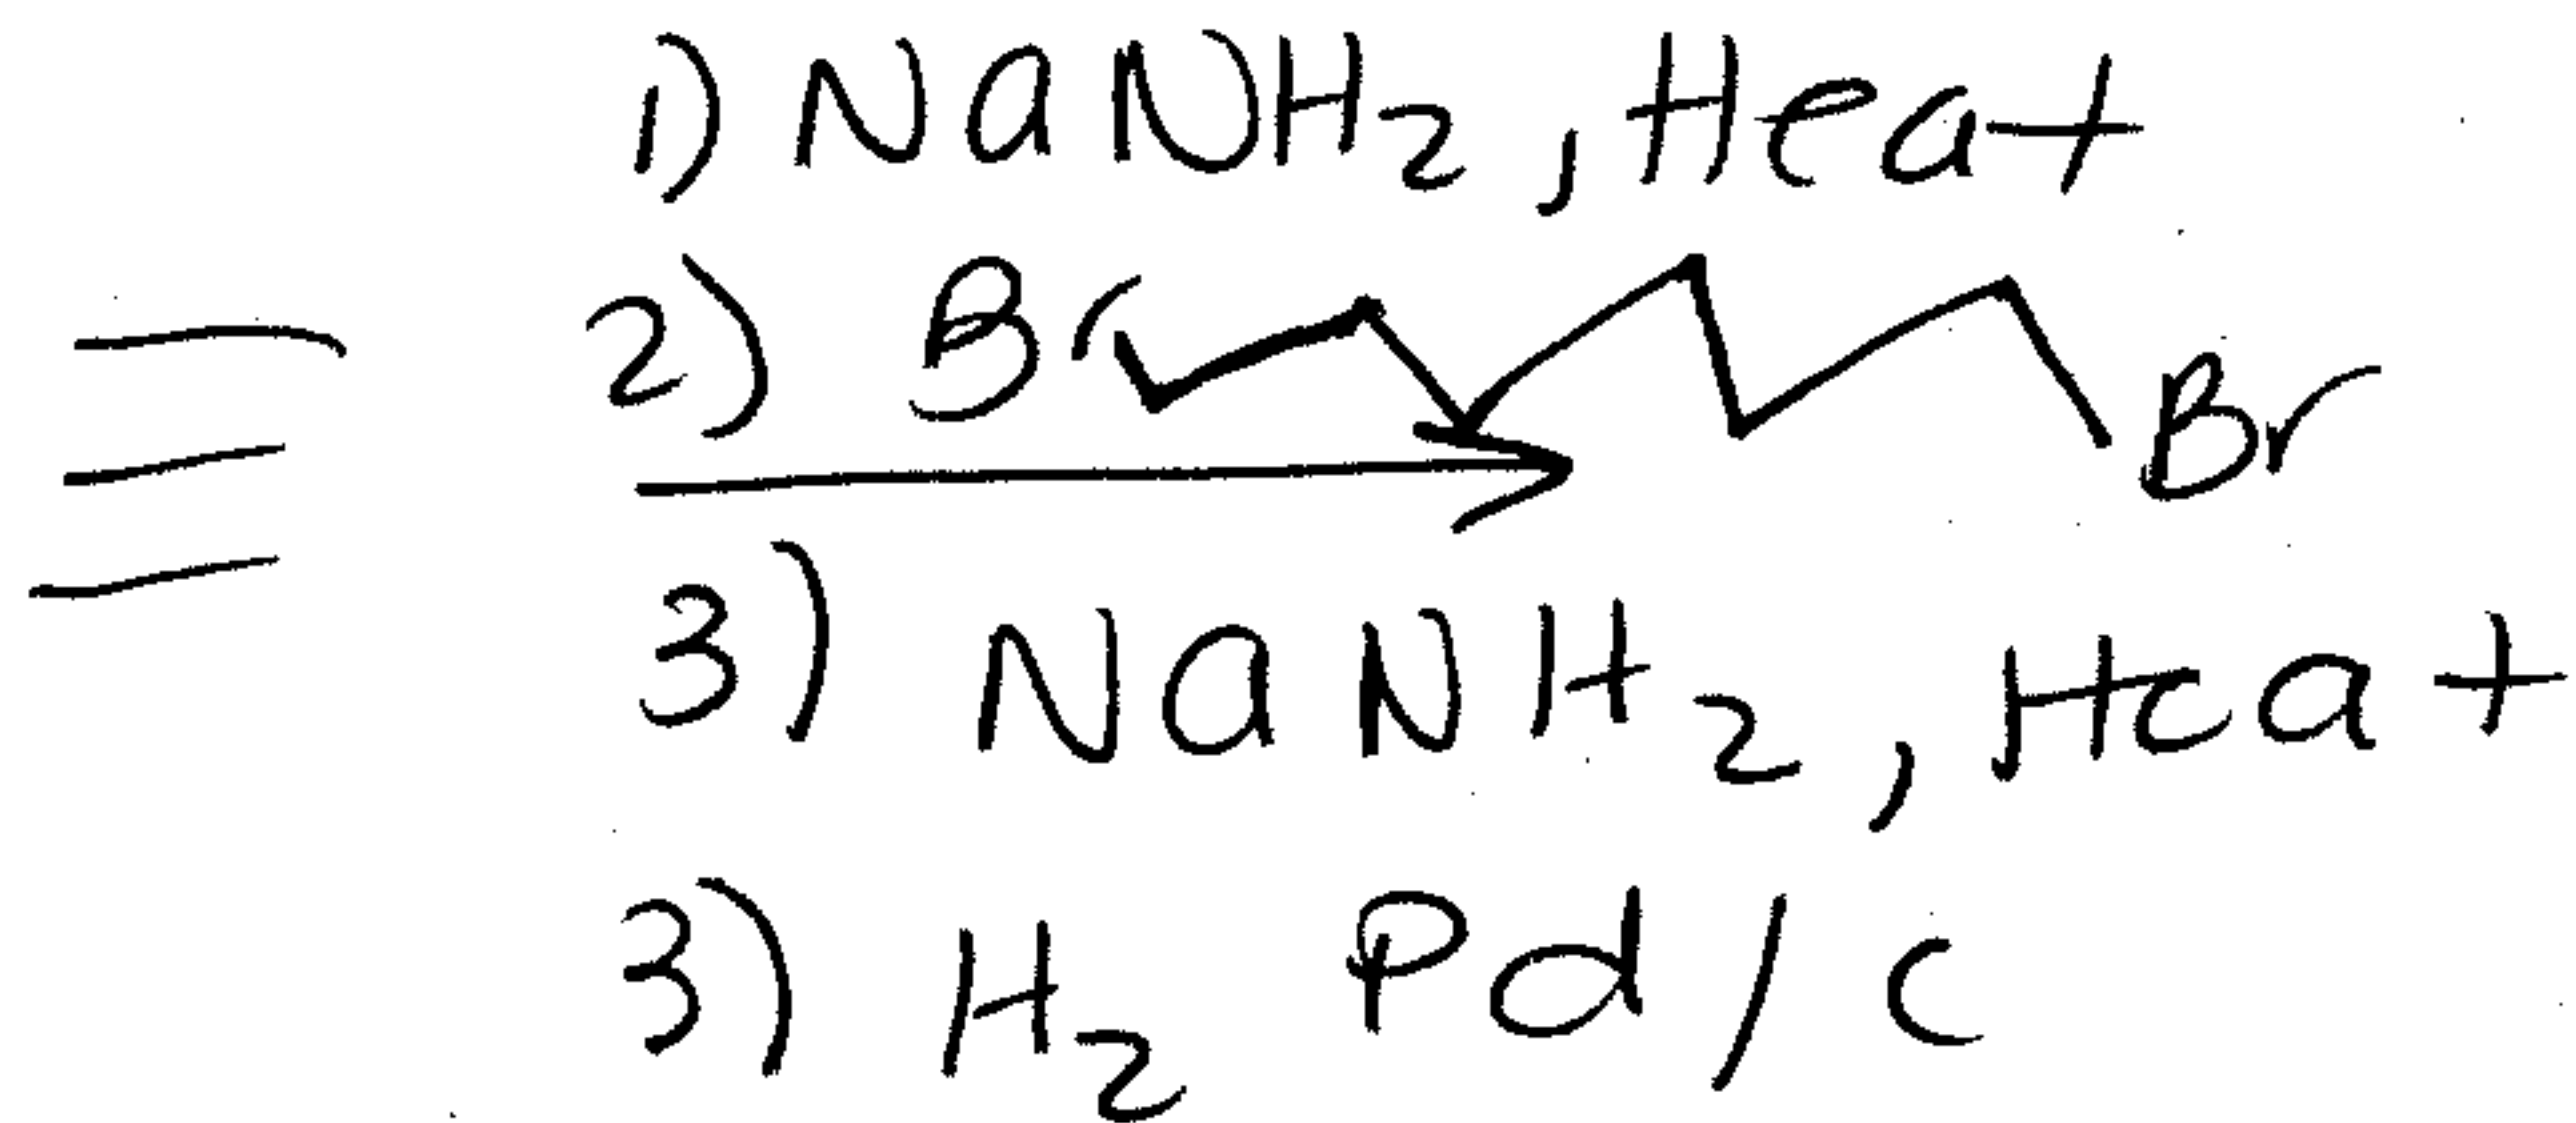 1) NaNH2, Heat
2) Br Br
3) NaNH2, Heat
3) H2 Pd/C